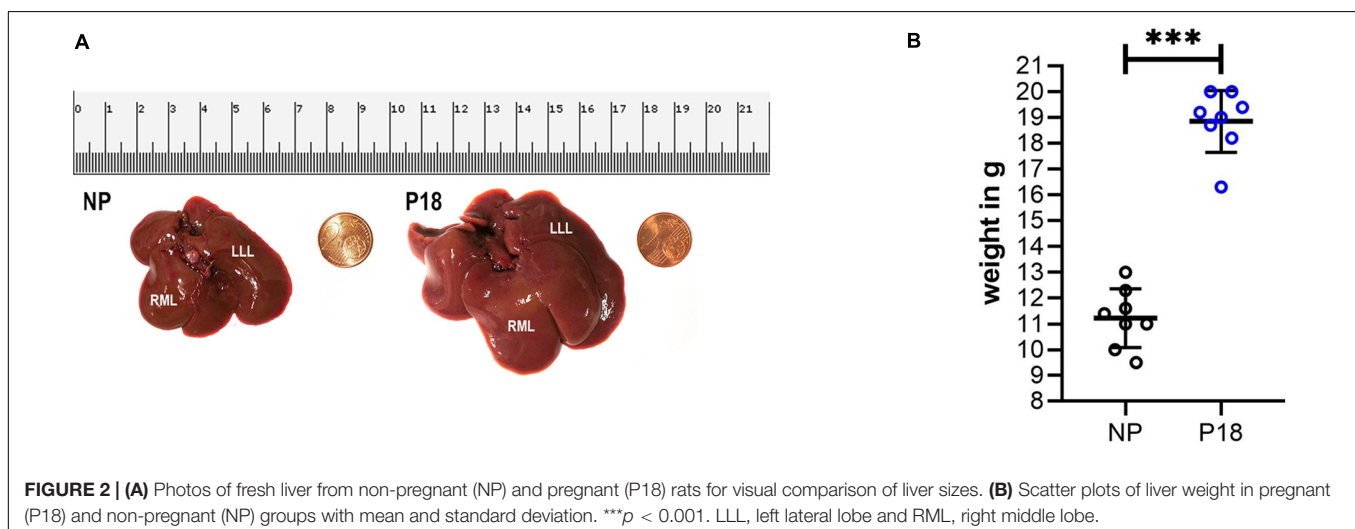 A
0 1 2 3 4 5 6 7 8 9 10 11 12 13 14 15 16 17 18 19 20 21
NP
P18
LLL
RML
2
LLL
RML
2
B
***
weight in g
21
20
19
18
17
16
15
14
13
12
11
10
9
8
NP P18
FIGURE 2 | (A) Photos of fresh liver from non-pregnant (NP) and pregnant (P18) rats for visual comparison of liver sizes. (B) Scatter plots of liver weight in pregnant
(P18) and non-pregnant (NP) groups with mean and standard deviation. ***p < 0.001. LLL, left lateral lobe and RML, right middle lobe.